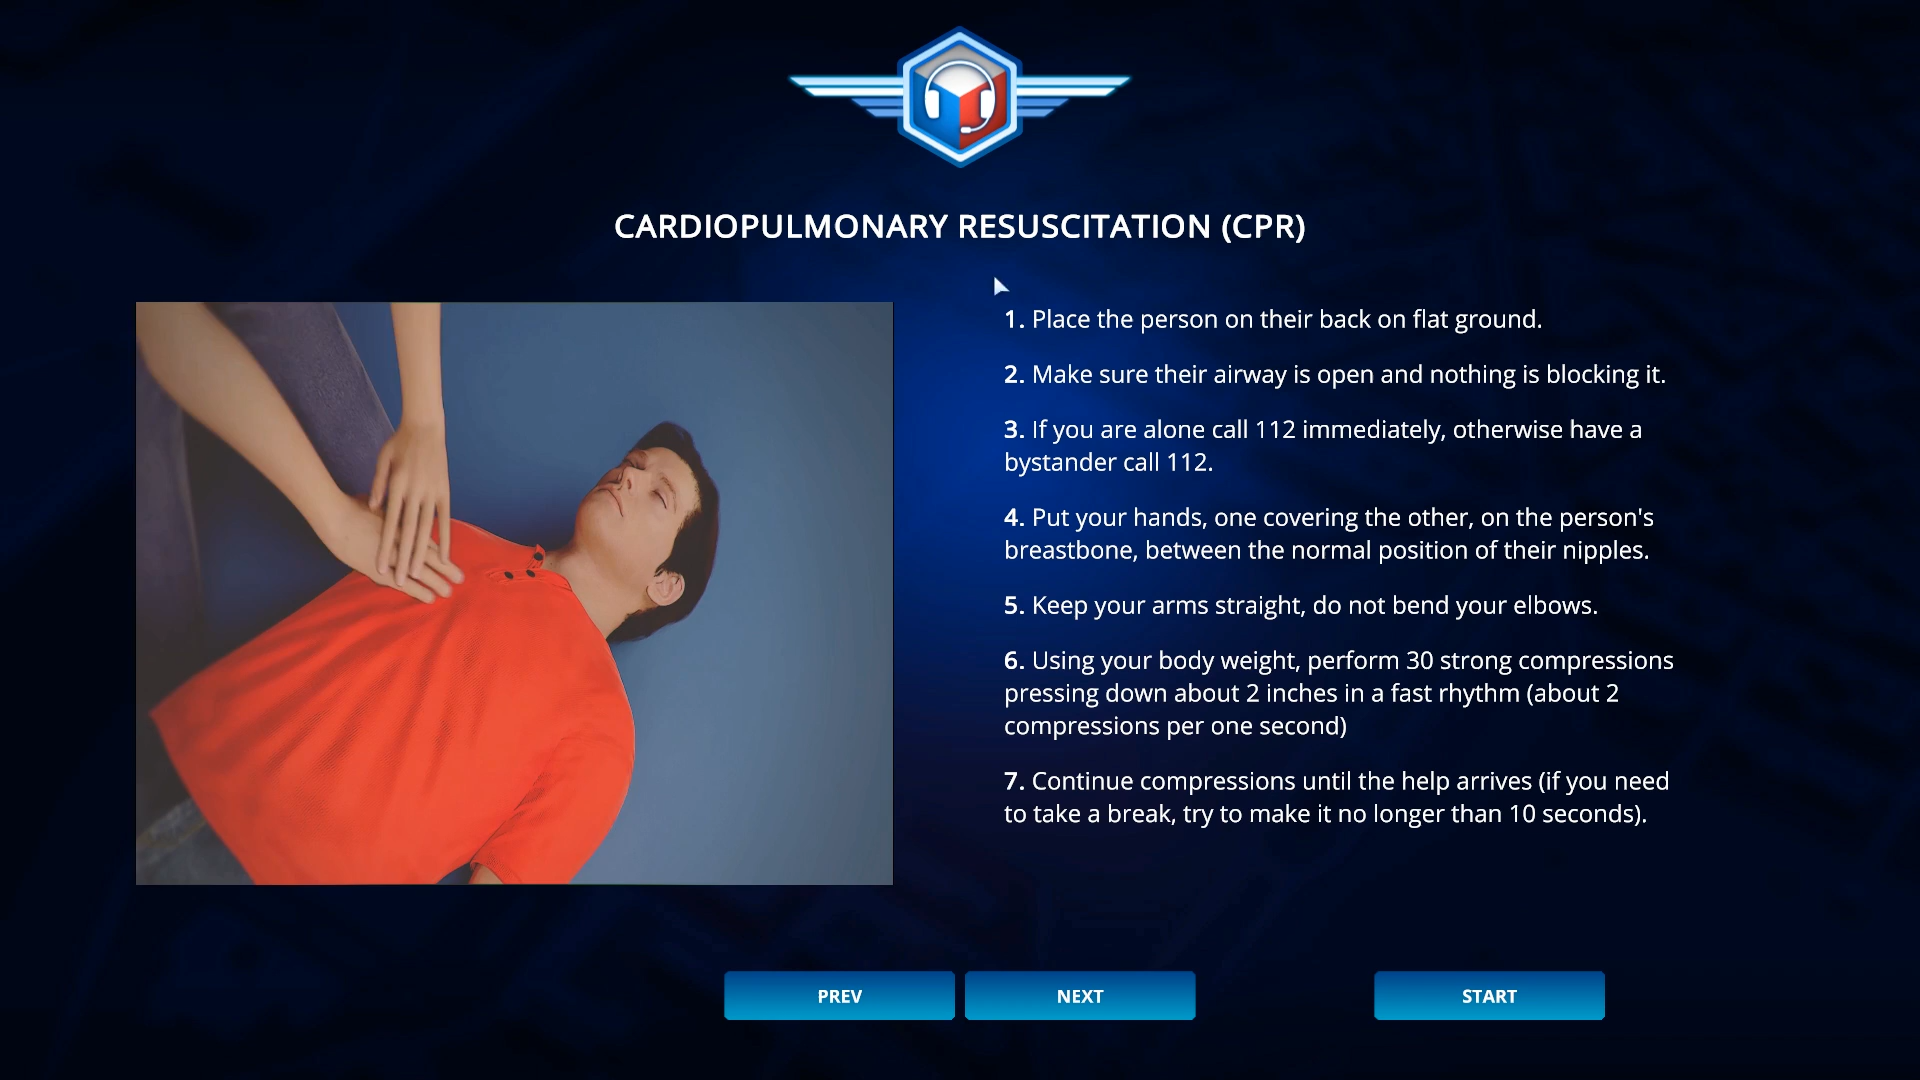 CARDIOPULMONARY RESUSCITATION (CPR)
1. Place the person on their back on flat ground.
2. Make sure their airway is open and nothing is blocking it.
3. If you are alone call 112 immediately, otherwise have a
bystander call 112.
4. Put your hands, one covering the other, on the person's
breastbone, between the normal position of their nipples.
5. Keep your arms straight, do not bend your elbows.
6. Using your body weight, perform 30 strong compressions
pressing down about 2 inches in a fast rhythm (about 2
compressions per one second)
7. Continue compressions until the help arrives (if you need
to take a break, try to make it no longer than 10 seconds).
PREV
NEXT
START